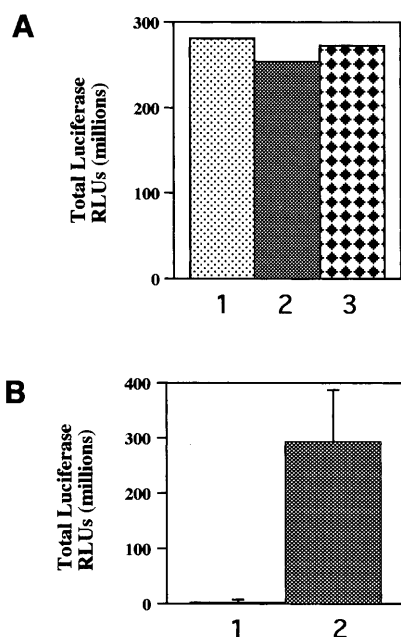 A
Total Luciferase
RLUs (millions)
300
200
100
0
1 2 3
B
Total Luciferase
RLUs (millions)
400
300
200
100
0
1 2